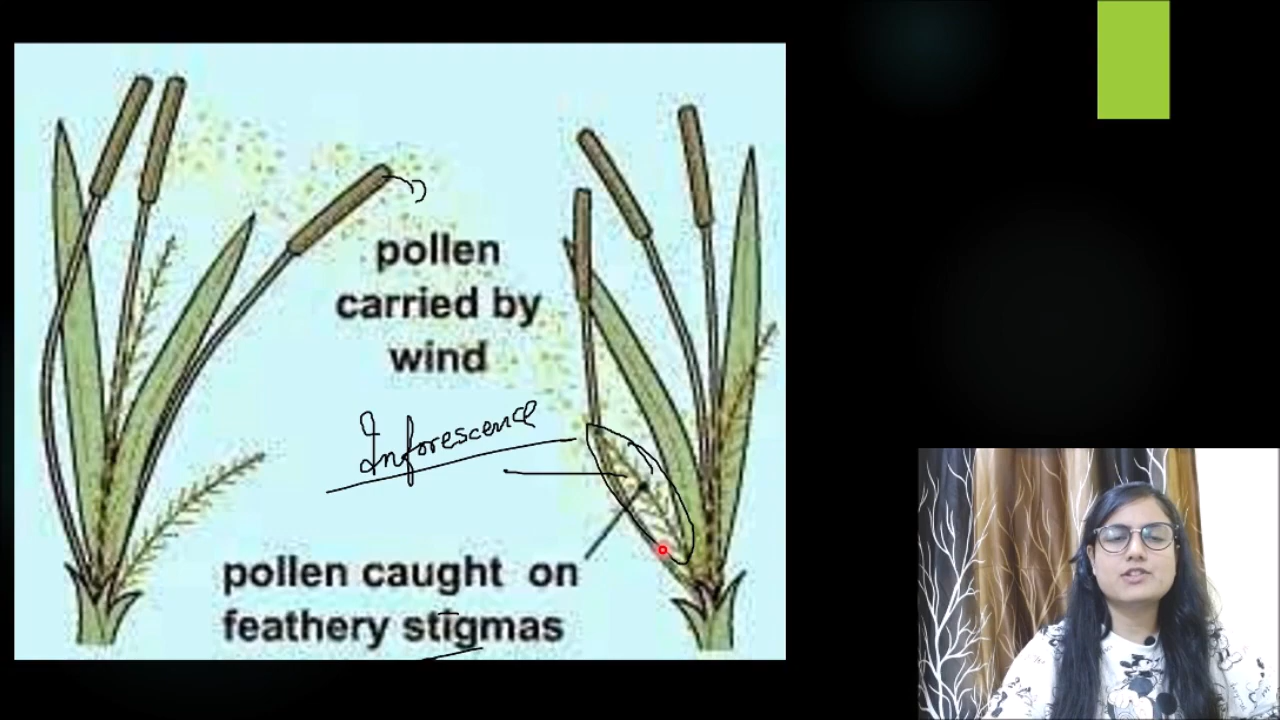 pollen
carried by
wind
Inforescence
pollen caught on
feathery stigmas